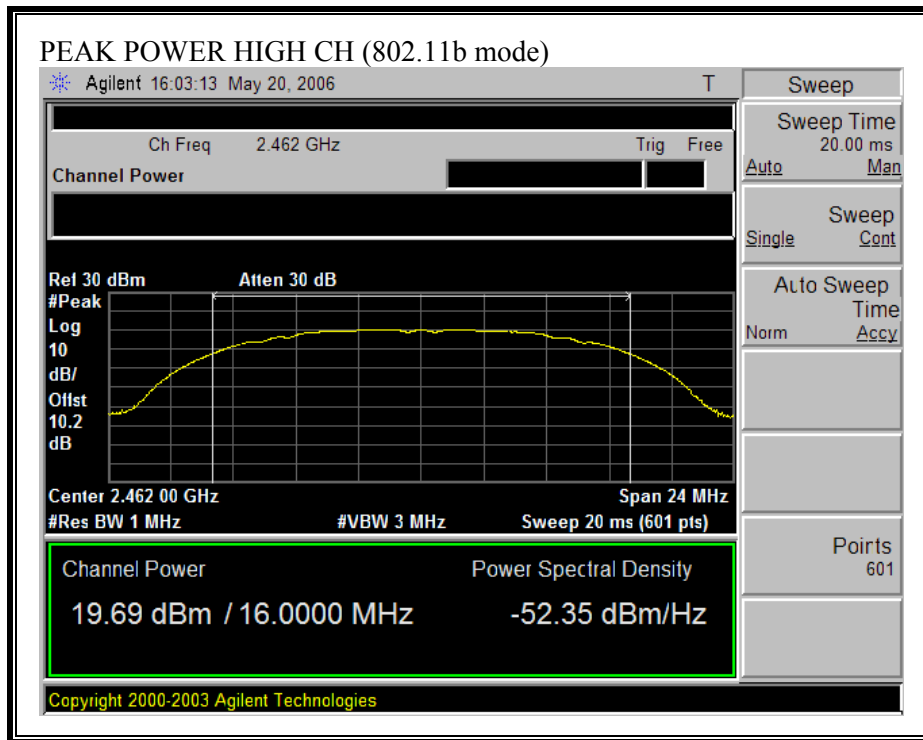 PEAK POWER HIGH CH (802.11b mode)
Agilent 16:03:13 May 20, 2006 T
Sweep
Ch Freq 2.462 GHz Trig Free
Channel Power
Sweep Time
20.00 ms
Auto Man
Sweep
Single Cont
Auto Sweep
Time
Norm Accy
Ref 30 dBm Atten 30 dB
#Peak
Log
10
dB/
Offst
10.2
dB
Center 2.462 00 GHz Span 24 MHz
#Res BW 1 MHz #VBW 3 MHz Sweep 20 ms (601 pts)
Points
601
Channel Power Power Spectral Density
19.69 dBm / 16.0000 MHz -52.35 dBm/Hz
Copyright 2000-2003 Agilent Technologies